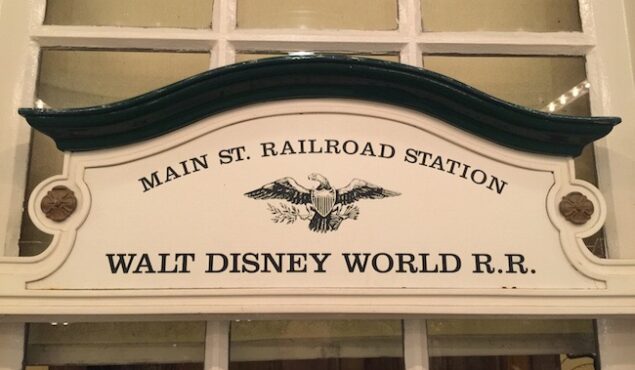 MAIN ST. RAILROAD STATION
WALT DISNEY WORLD R.R.